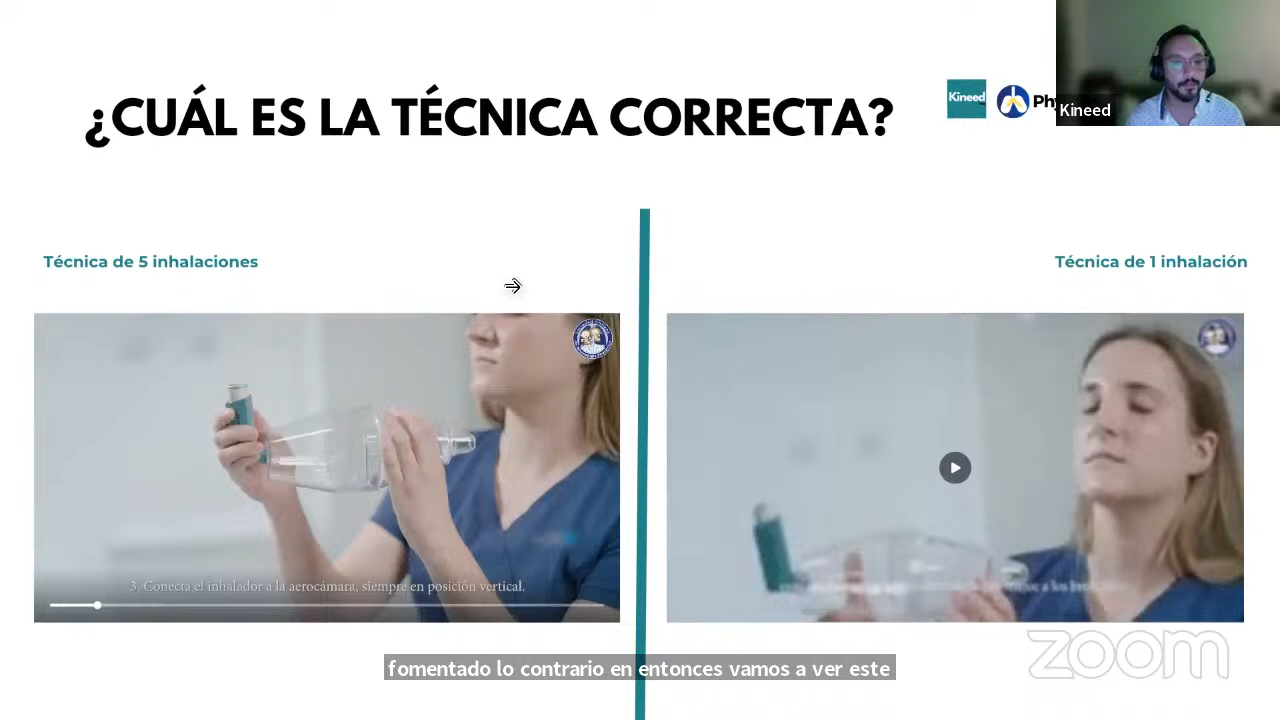 ¿CUÁL ES LA TÉCNICA CORRECTA?
Kineed
Kineed
Técnica de 5 inhalaciones
Técnica de 1 inhalación
3. Conecta el inhalador a la aerocámara, siempre en posición vertical.
zoom
fomentado lo contrario en entonces vamos a ver este